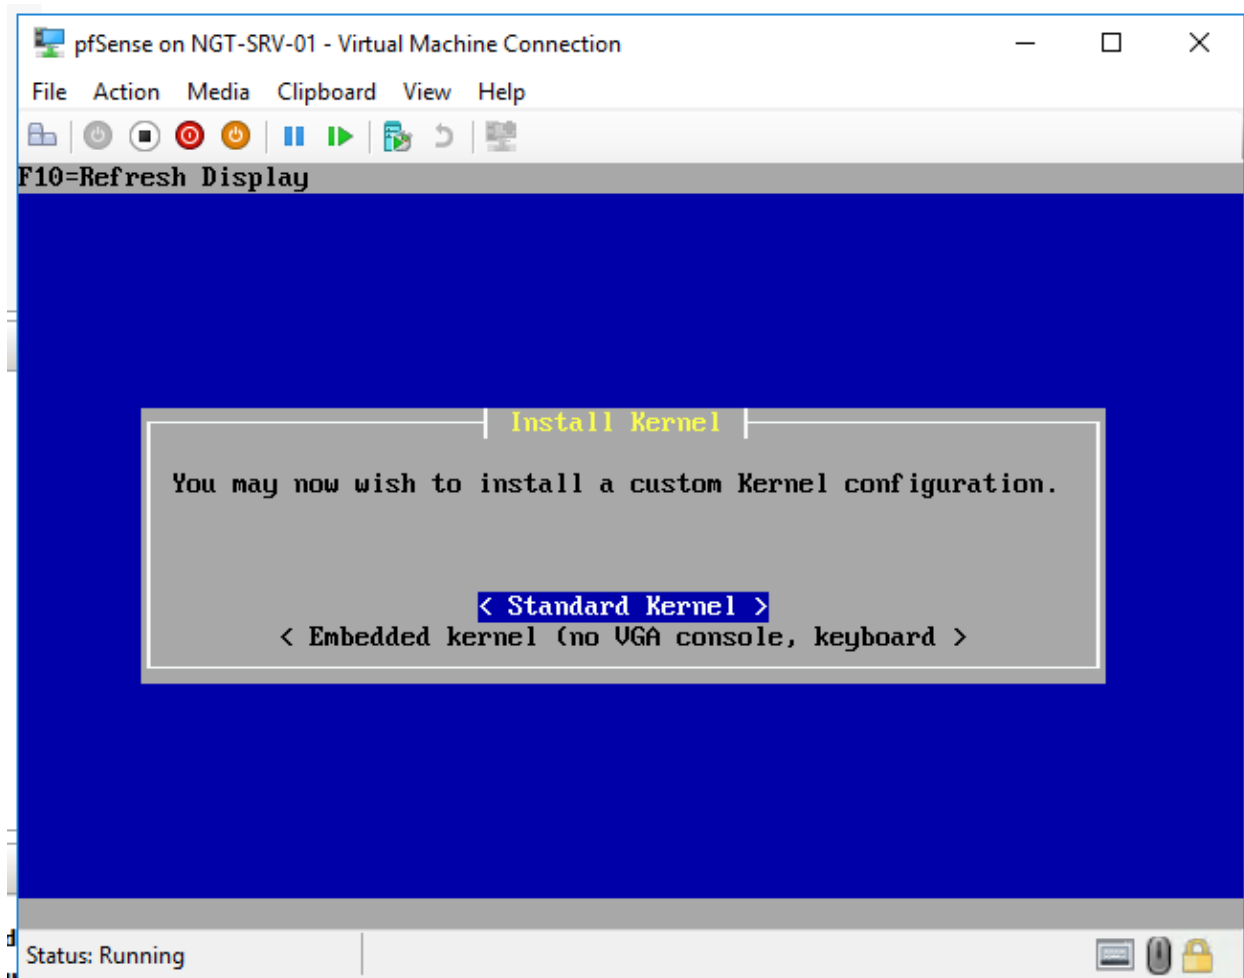 pfSense on NGT-SRV-01 - Virtual Machine Connection
File Action Media Clipboard View Help
F10=Refresh Display
Install Kernel
You may now wish to install a custom Kernel configuration.
< Standard Kernel >
< Embedded kernel (no VGA console, keyboard >
Status: Running